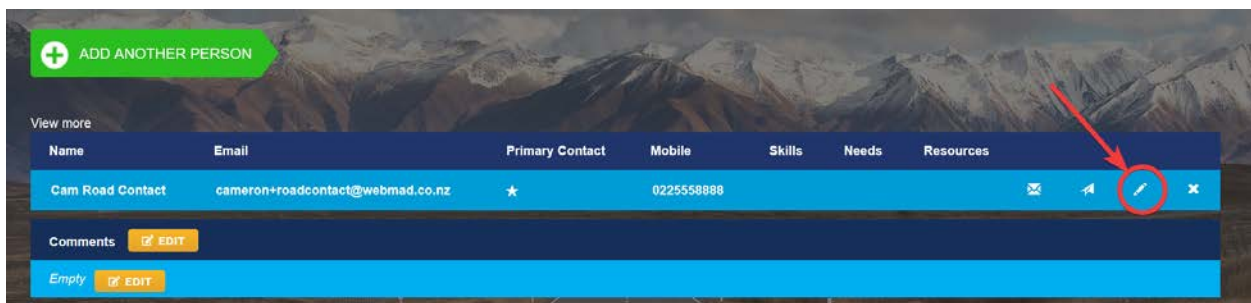 ADD ANOTHER PERSON
View more
Name Email Primary Contact Mobile Skills Needs Resources
Cam Road Contact cameron+roadcontact@webmad.co.nz ★ 0225558888
Comments EDIT
Empty EDIT